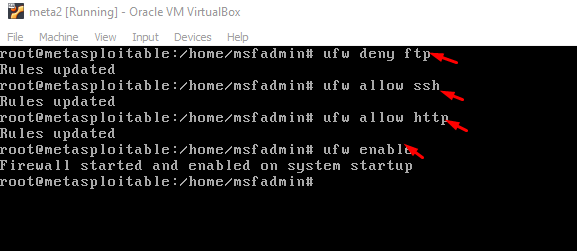 meta2 [Running] - Oracle VM VirtualBox
File Machine View Input Devices Help
root@metasploitable:/home/msfadmin# ufw deny ftp
Rules updated
root@metasploitable:/home/msfadmin# ufw allow ssh
Rules updated
root@metasploitable:/home/msfadmin# ufw allow http
Rules updated
root@metasploitable:/home/msfadmin# ufw enable
Firewall started and enabled on system startup
root@metasploitable:/home/msfadmin#